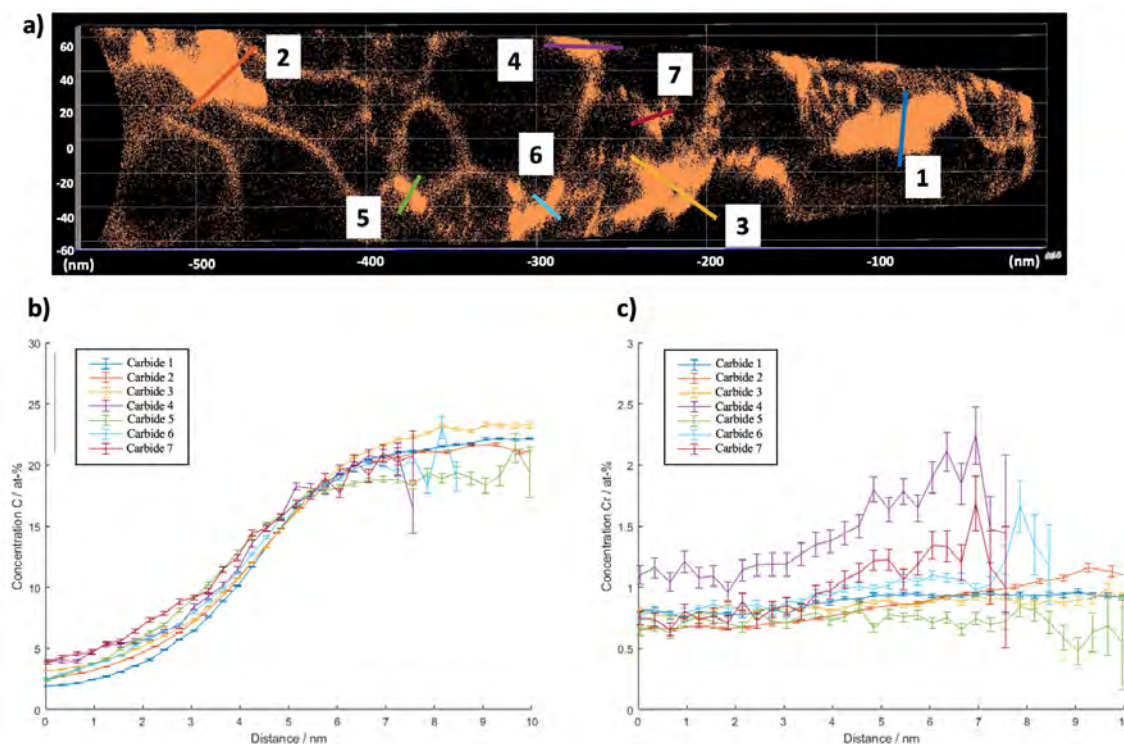 a)
60
40
20
0
-20
-40
-60
(nm)
-500
-400
-300
-200
-100
(nm)
2
4
7
6
5
3
1
b)
Concentration C / at-%
30
25
20
15
10
5
0
Carbide 1
Carbide 2
Carbide 3
Carbide 4
Carbide 5
Carbide 6
Carbide 7
0 1 2 3 4 5 6 7 8 9 10
Distance / nm
c)
Concentration Cr / at-%
3
2.5
2
1.5
1
0.5
0
Carbide 1
Carbide 2
Carbide 3
Carbide 4
Carbide 5
Carbide 6
Carbide 7
0 1 2 3 4 5 6 7 8 9 10
Distance / nm